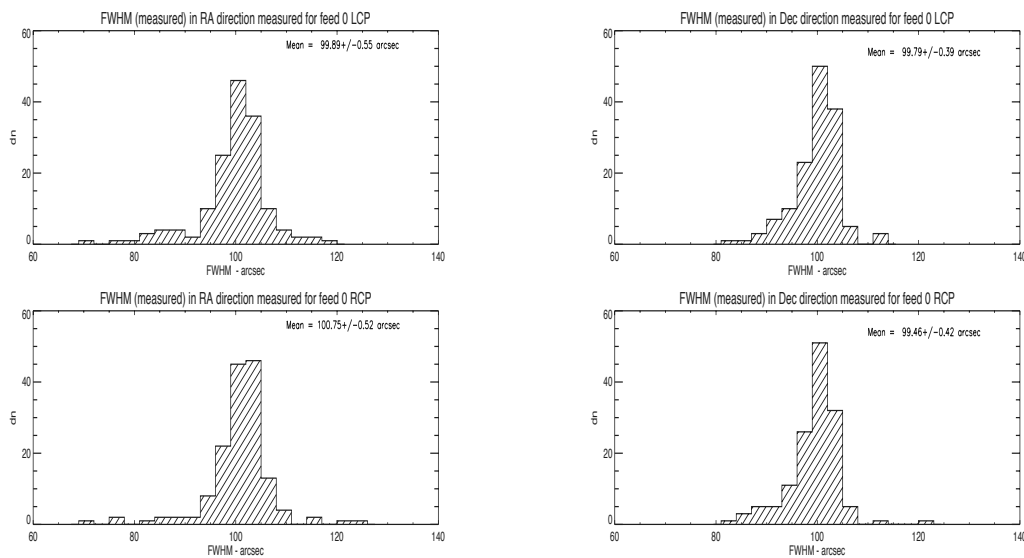 FWHM (measured) in RA direction measured for feed 0 LCP
60
40
20
0
dn
Mean = 99.89+/-0.55 arcsec
60 80 100 120 140
FWHM - arcsec
FWHM (measured) in Dec direction measured for feed 0 LCP
60
40
20
0
dn
Mean = 99.79+/-0.39 arcsec
60 80 100 120 140
FWHM - arcsec
FWHM (measured) in RA direction measured for feed 0 RCP
60
40
20
0
dn
Mean = 100.75+/-0.52 arcsec
60 80 100 120 140
FWHM - arcsec
FWHM (measured) in Dec direction measured for feed 0 RCP
60
40
20
0
dn
Mean = 99.46+/-0.42 arcsec
60 80 100 120 140
FWHM - arcsec